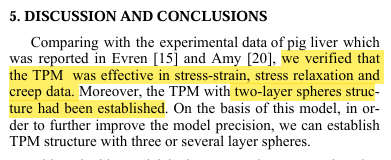 5. DISCUSSION AND CONCLUSIONS
Comparing with the experimental data of pig liver which
was reported in Evren [15] and Amy [20], we verified that
the TPM was effective in stress-strain, stress relaxation and
creep data. Moreover, the TPM with two-layer spheres struc-
ture had been established. On the basis of this model, in or-
der to further improve the model precision, we can establish
TPM structure with three or several layer spheres.